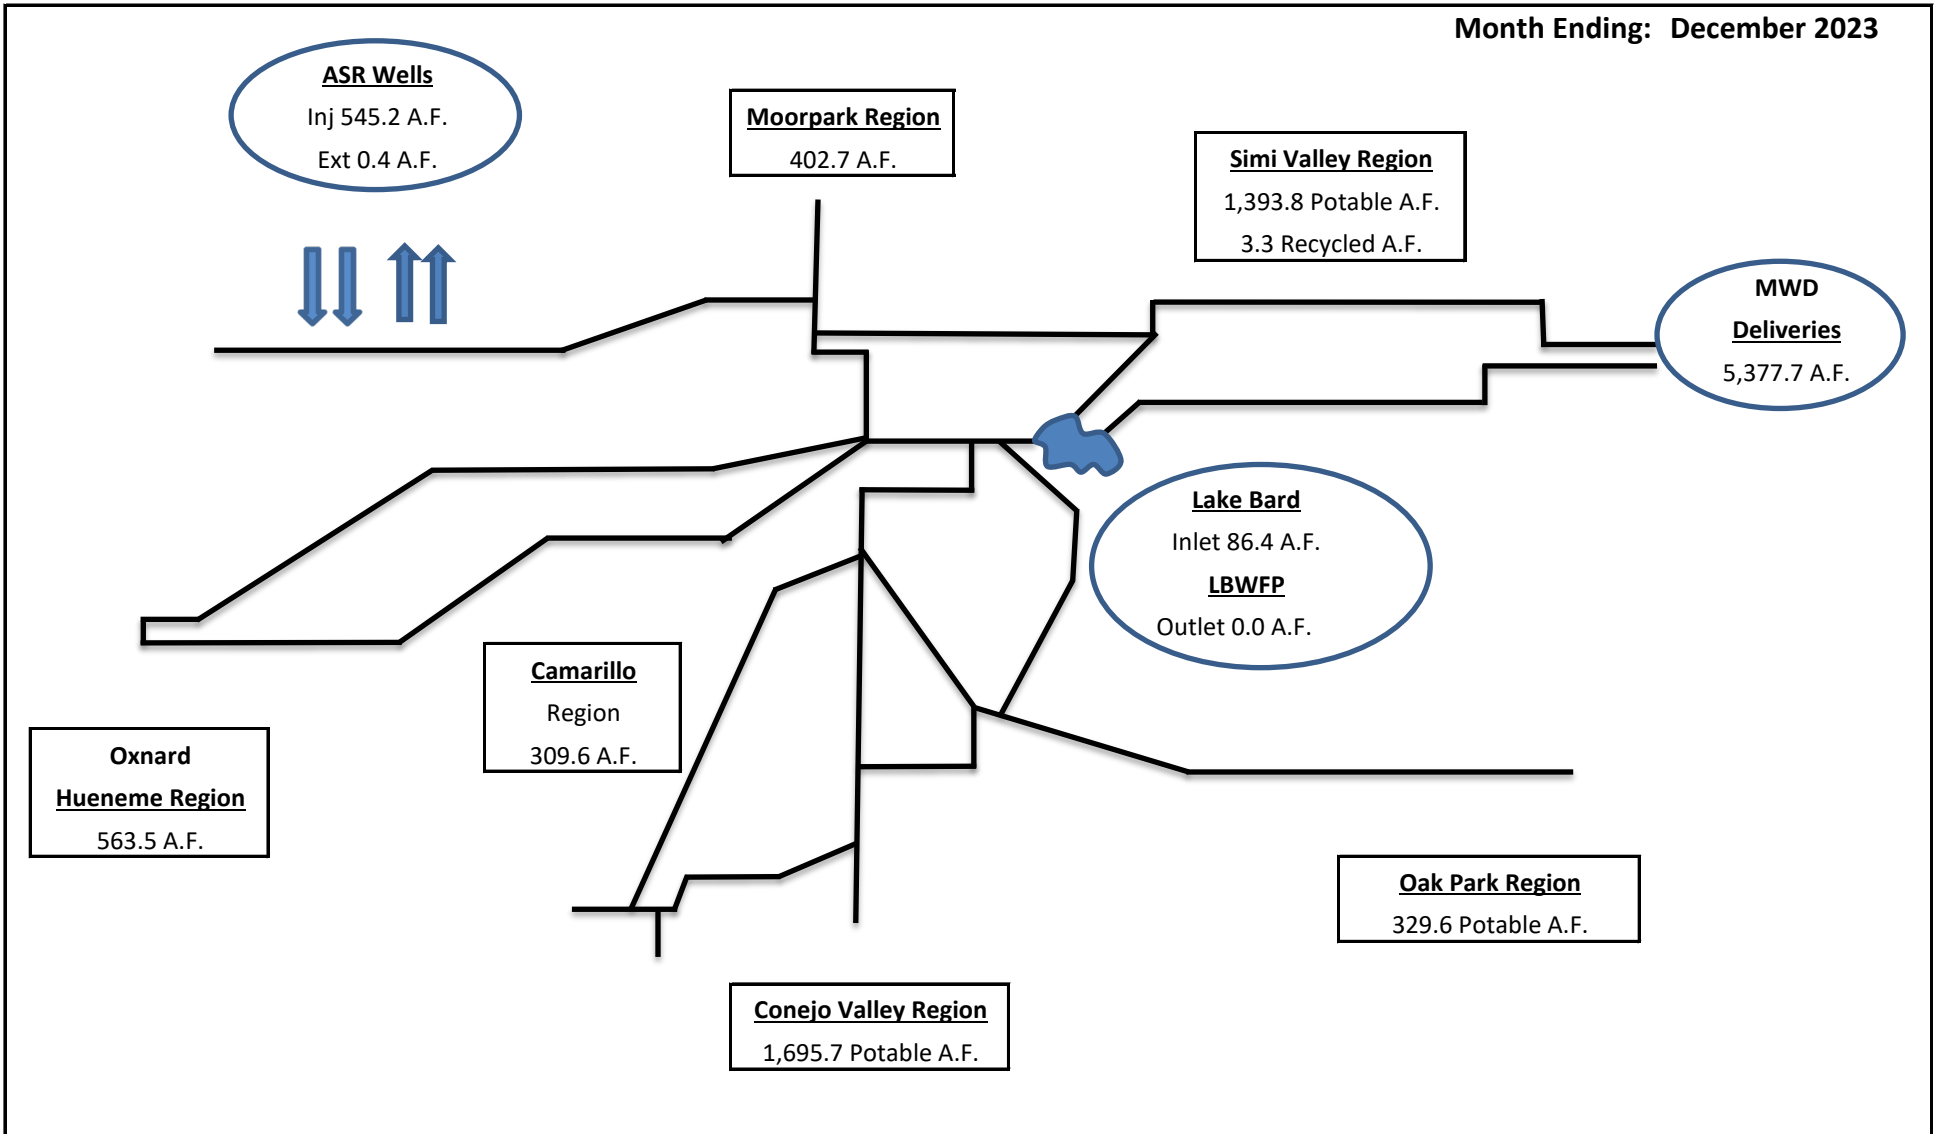 Month Ending: December 2023
ASR Wells
Inj 545.2 A.F.
Ext 0.4 A.F.
Moorpark Region
402.7 A.F.
Simi Valley Region
1,393.8 Potable A.F.
3.3 Recycled A.F.
MWD
Deliveries
5,377.7 A.F.
Lake Bard
Inlet 86.4 A.F.
LBWFP
Outlet 0.0 A.F.
Camarillo
Region
309.6 A.F.
Oxnard
Hueneme Region
563.5 A.F.
Oak Park Region
329.6 Potable A.F.
Conejo Valley Region
1,695.7 Potable A.F.